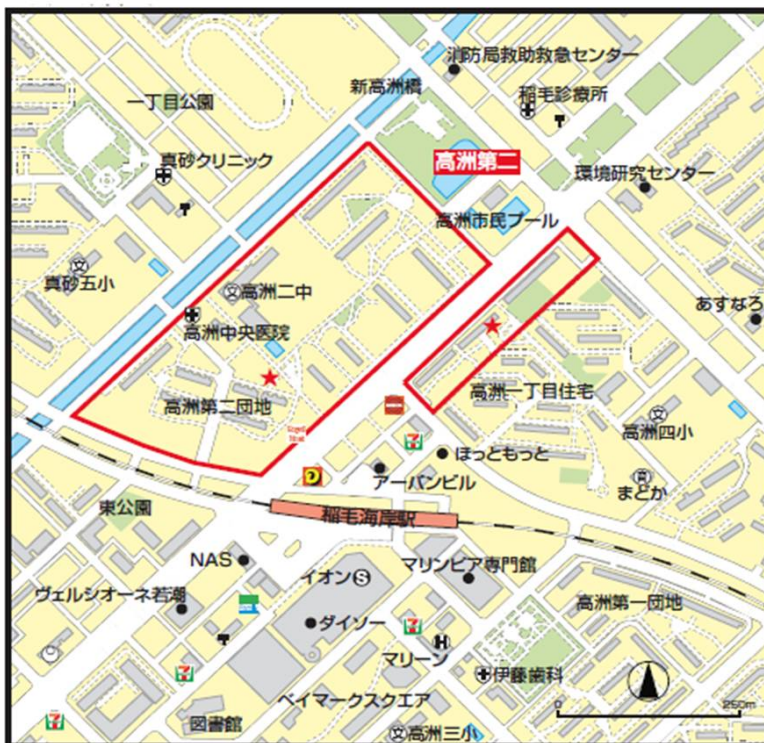 消防局救助救急センター
新高洲橋
稲毛診療所
一丁目公園
真砂クリニック
高洲第二
環境研究センター
高洲市民プール
真砂五小
高洲二中
高洲中央医院
あすなろ
高洲第二団地
高洲一丁目住宅
高洲四小
ほっともっと
アーバンビル
まどか
東公園
稲毛海岸駅
NAS
イオン
S
マリンピア専門館
ヴェルシオーネ若潮
高洲第一団地
ダイソー
マリーン
H
伊藤歯科
ベイマークスクエア
図書館
高洲三小
0
250m